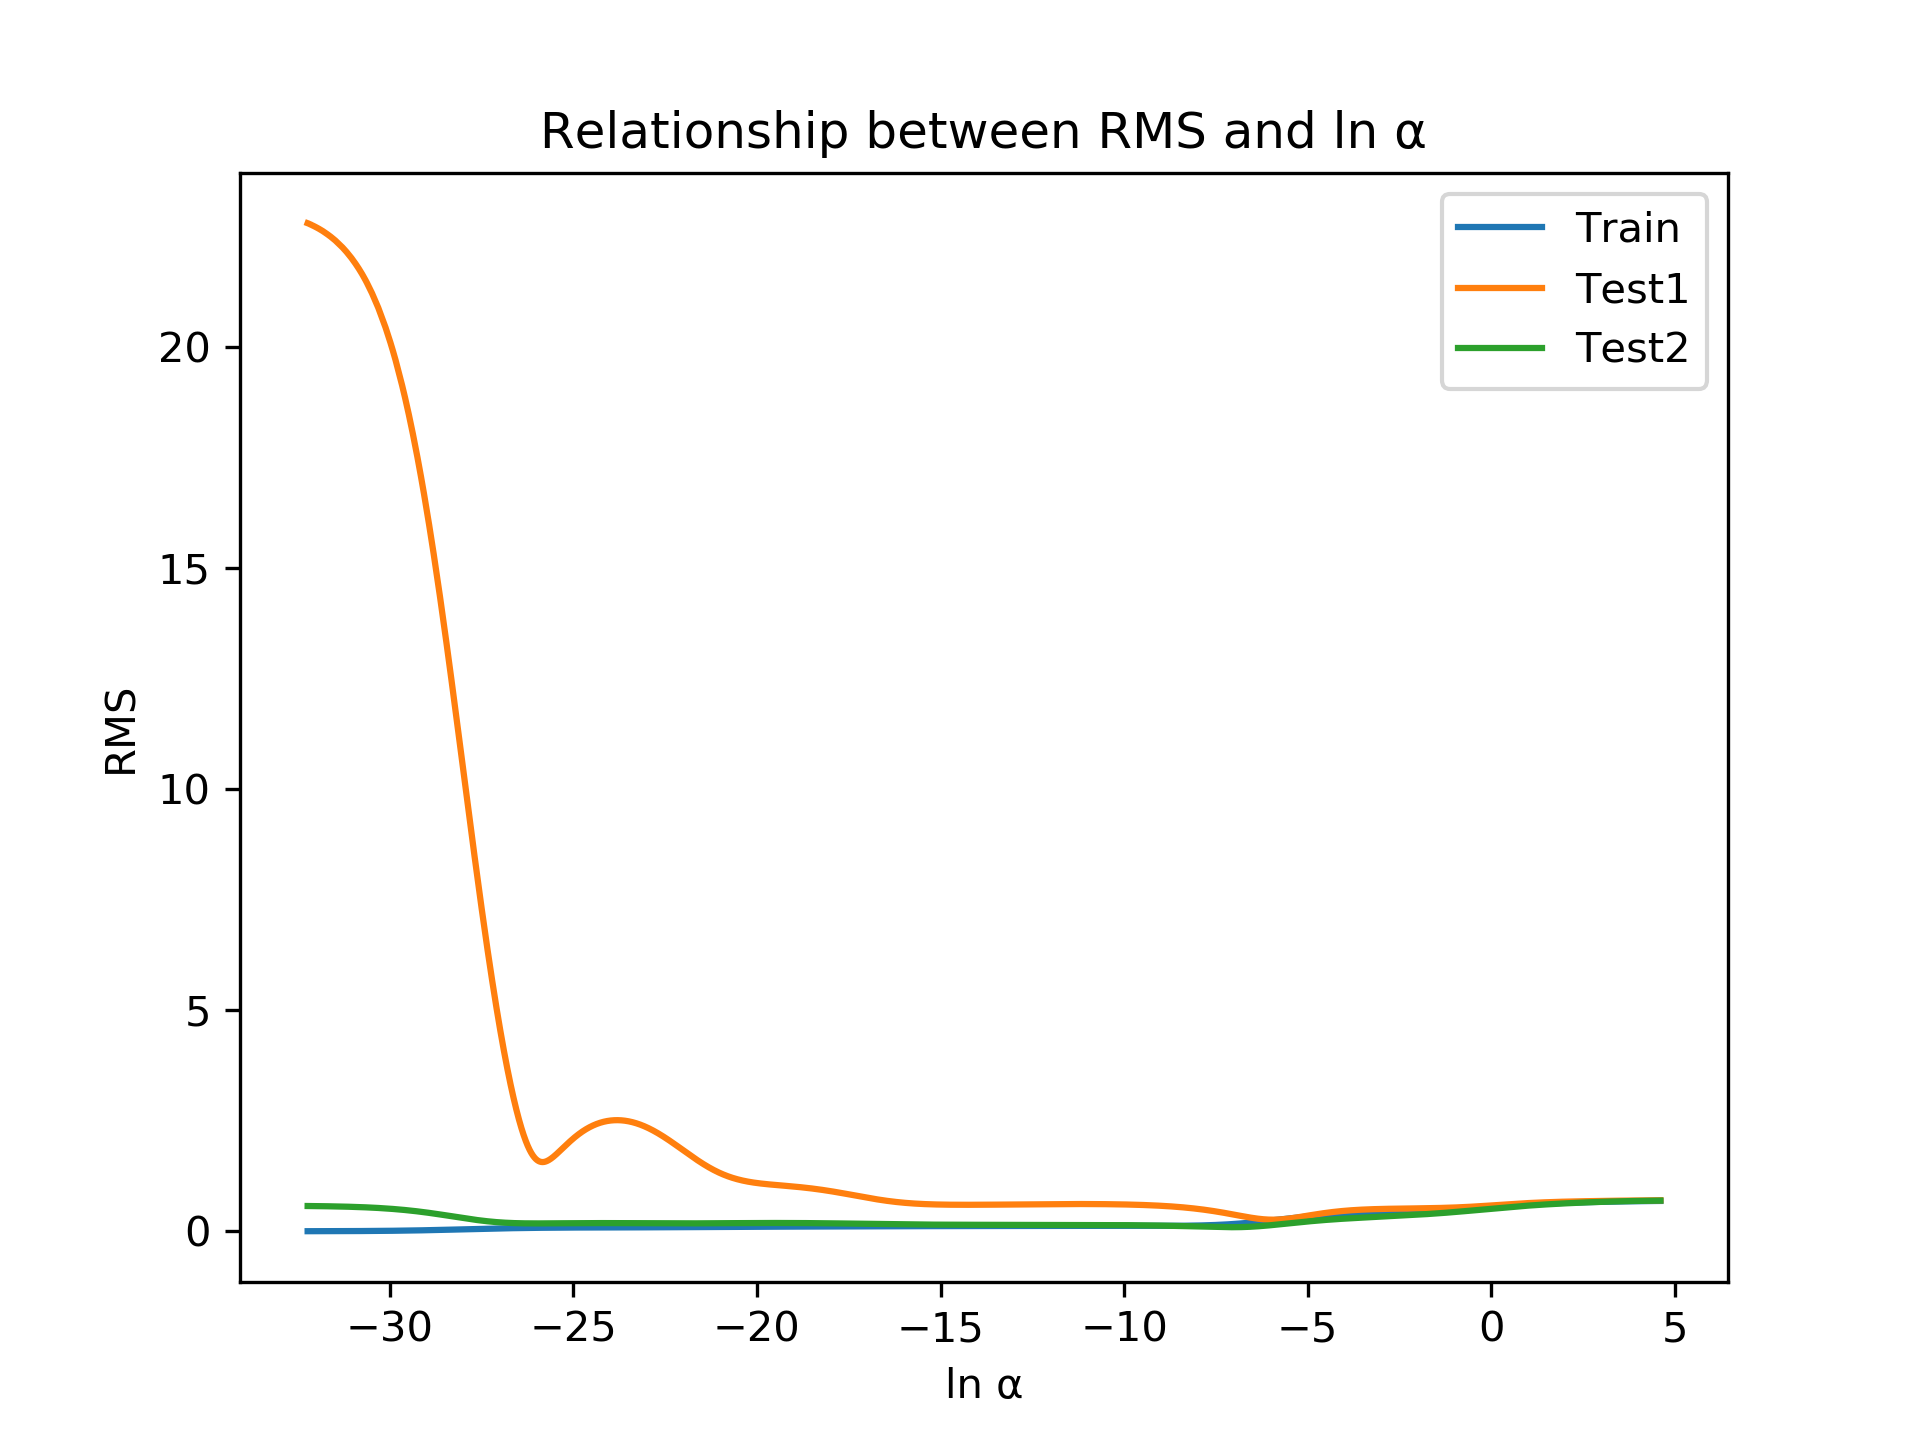 Relationship between RMS and ln α
Train
Test1
Test2
20
15
10
5
0
RMS
−30
−25
−20
−15
−10
−5
0
5
ln α